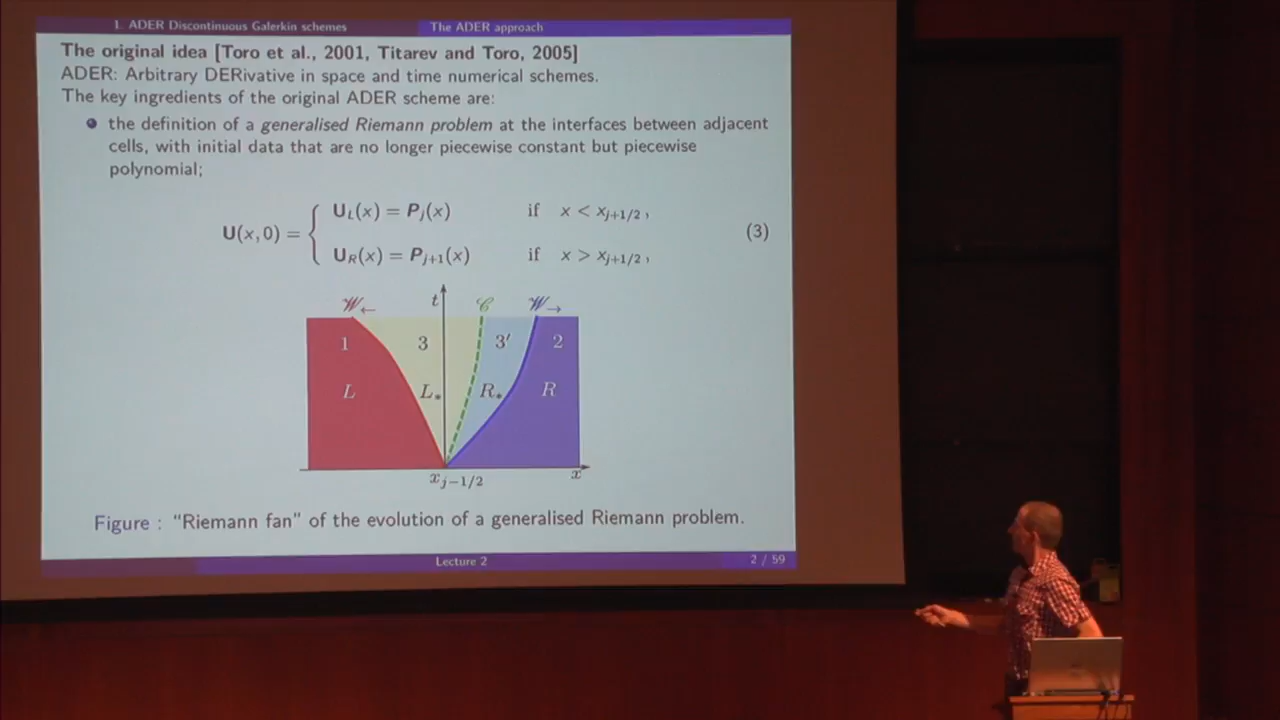 1. ADER Discontinuous Galerkin schemes The ADER approach
The original idea [Toro et al., 2001, Titarev and Toro, 2005]
ADER: Arbitrary DERivative in space and time numerical schemes.
The key ingredients of the original ADER scheme are:
the definition of a generalised Riemann problem at the interfaces between adjacent
cells, with initial data that are no longer piecewise constant but piecewise
polynomial;
U_L(x) = P_j(x) if x < x_{j+1/2},
U(x, 0) = { (3)
U_R(x) = P_{j+1}(x) if x > x_{j+1/2},
𝒲← t 𝒞 𝒲→
1 3 3′ 2
L L* R* R
x_{j−1/2} x
Figure : “Riemann fan” of the evolution of a generalised Riemann problem.
Lecture 2 2 / 59